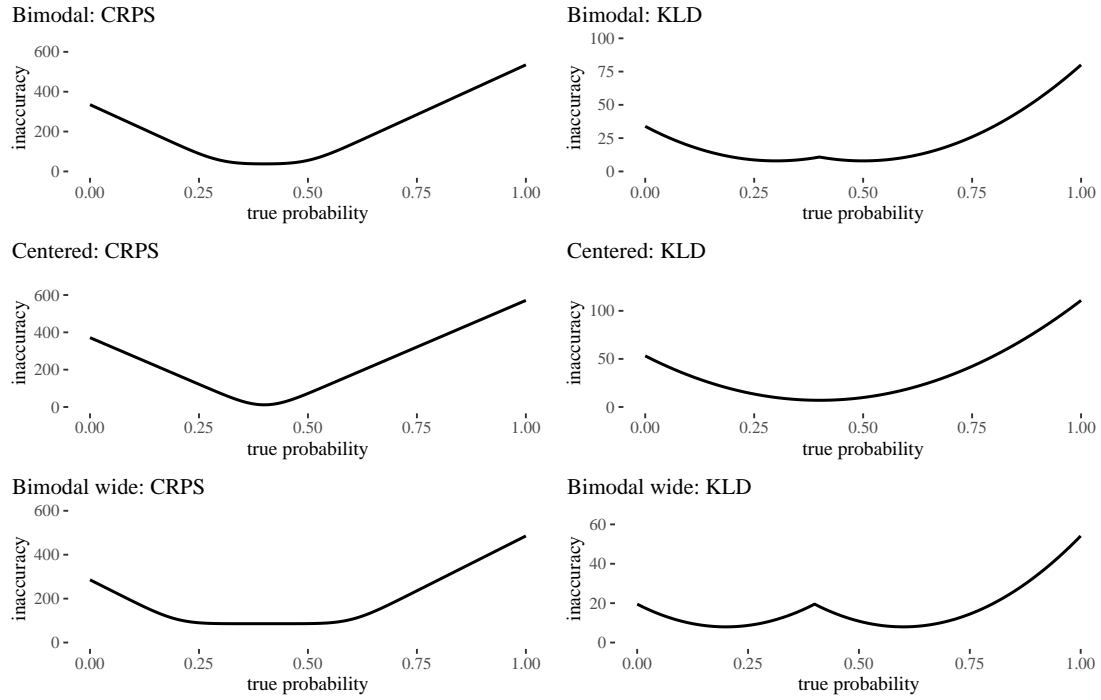 Bimodal: CRPS
600
400
200
0
inaccuracy
0.00 0.25 0.50 0.75 1.00
true probability
Bimodal: KLD
100
75
50
25
0
inaccuracy
0.00 0.25 0.50 0.75 1.00
true probability
Centered: CRPS
600
400
200
0
inaccuracy
0.00 0.25 0.50 0.75 1.00
true probability
Centered: KLD
100
50
0
inaccuracy
0.00 0.25 0.50 0.75 1.00
true probability
Bimodal wide: CRPS
600
400
200
0
inaccuracy
0.00 0.25 0.50 0.75 1.00
true probability
Bimodal wide: KLD
60
40
20
0
inaccuracy
0.00 0.25 0.50 0.75 1.00
true probability